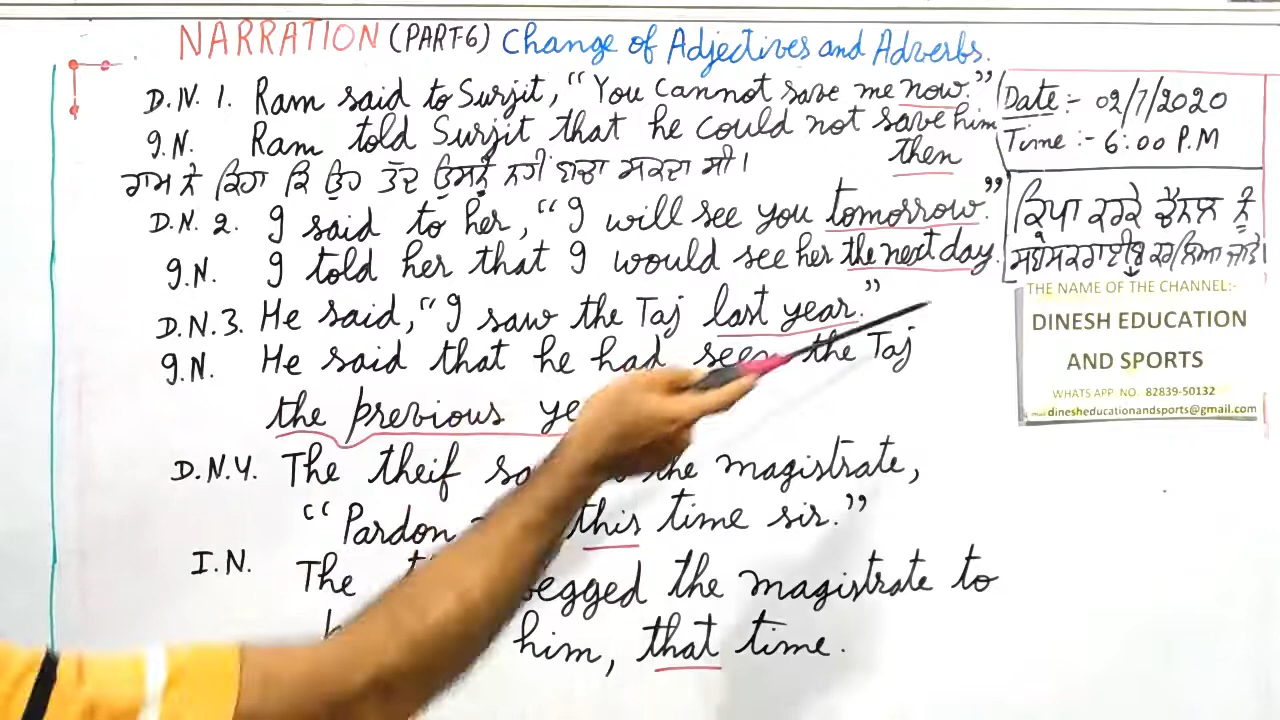 NARRATION (PART-6) Change of Adjectives and Adverbs.
D.N. 1. Ram said to Surjit, "You cannot save me now."
I.N. Ram told Surjit that he could not save him
then
ਰਾਮ ਨੇ ਕਿਹਾ ਕਿ ਉਹ ਤੱਦ ਉਸਨੂੰ ਨਹੀਂ ਬਚਾ ਸਕਦਾ ਸੀ।
D.N. 2. I said to her, "I will see you tomorrow."
I.N. I told her that I would see her the next day.
D.N. 3. He said, "I saw the Taj last year."
I.N. He said that he had seen the Taj
the previous
D.N. 4. The theif the magistrate,
"Pardon this time sir."
I.N. The begged the magistrate to
him, that time.
Date:- 02/7/2020
Time:- 6:00 P.M
ਕ੍ਰਿਪਾ ਕਰਕੇ ਚੈਨਲ ਨੂੰ
THE NAME OF THE CHANNEL:-
DINESH EDUCATION
AND SPORTS
WHATS APP NO. 82839-50132
dinesheducationandsports@gmail.com